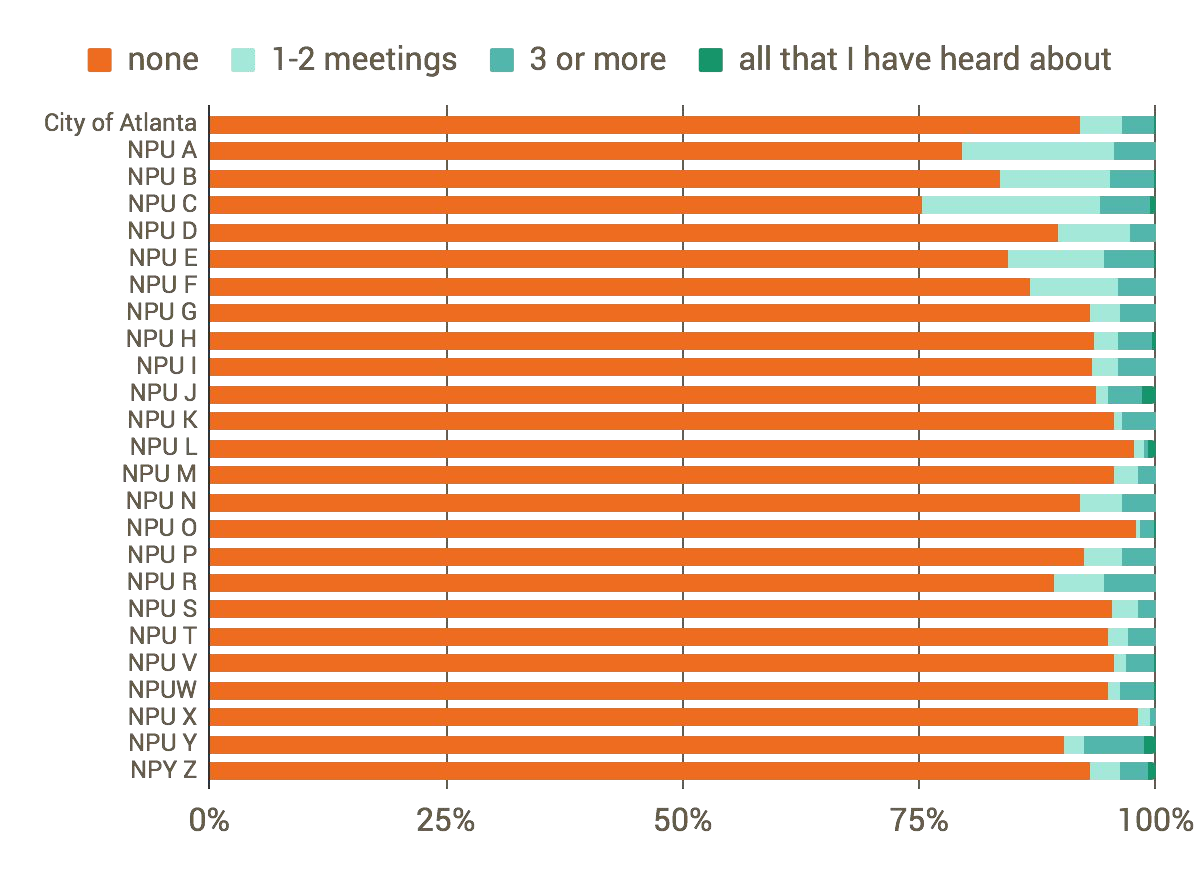 none 1-2 meetings 3 or more all that I have heard about
City of Atlanta
NPU A
NPU B
NPU C
NPU D
NPU E
NPU F
NPU G
NPU H
NPU I
NPU J
NPU K
NPU L
NPU M
NPU N
NPU O
NPU P
NPU R
NPU S
NPU T
NPU V
NPUW
NPU X
NPU Y
NPY Z
0% 25% 50% 75% 100%